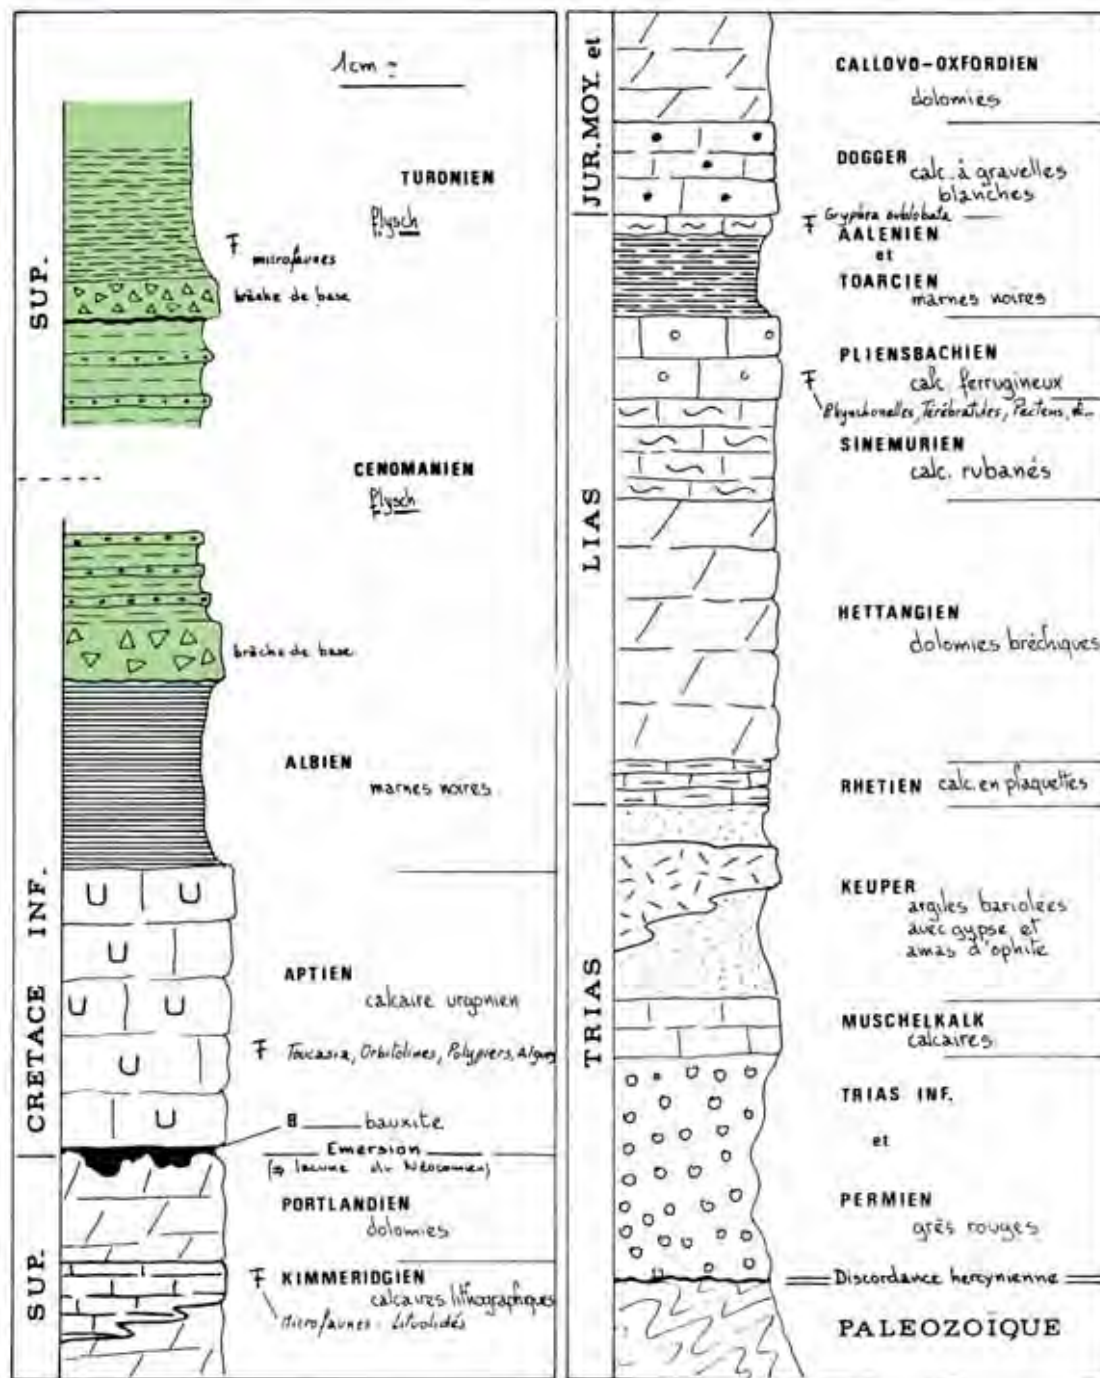 1cm =
SUP.
TURONIEN
flysch
F microfaunes
brèche de base
CENOMANIEN
flysch
brèche de base
ALBIEN
marnes noires
CRETACE INF.
APTIEN
calcaire urgonien
F Toucasia, Orbitolines, Polypiers, Algues
B bauxite
Emersion
(⇒ lacune du Néocomien)
SUP.
PORTLANDIEN
dolomies
F KIMMERIDGIEN
calcaires lithographiques
Microfaunes. Lituolidés
JUR. MOY. et
CALLOVO-OXFORDIEN
dolomies
DOGGER
calc. à gravelles
blanches
F Gryphea sublobata
AALENIEN
et
TOARCIEN
marnes noires
LIAS
PLIENSBACHIEN
calc. ferrugineux
F Rhynchonelles, Térébratules, Pectens, etc..
SINEMURIEN
calc. rubanés
HETTANGIEN
dolomies bréchiques
RHETIEN calc. en plaquettes
TRIAS
KEUPER
argiles bariolées
avec gypse et
amas d'ophite
MUSCHELKALK
calcaires
TRIAS INF.
et
PERMIEN
grès rouges
Discordance hercynienne
PALEOZOÏQUE